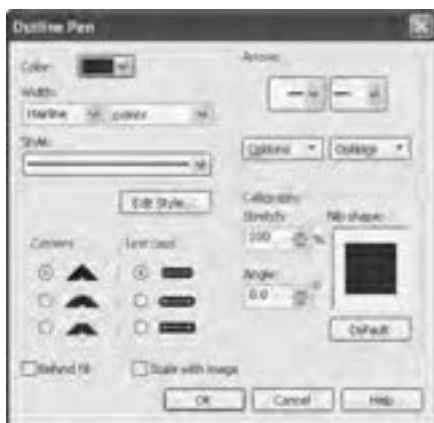 Outline Pen
Color:
Arrows
Width:
Hairline points
Style:
Options Options
Edit Style...
Calligraphy
Stretch: Nib shape:
100 %
Corners Line caps
Angle:
0.0 °
Default
Behind fill Scale with image
OK Cancel Help